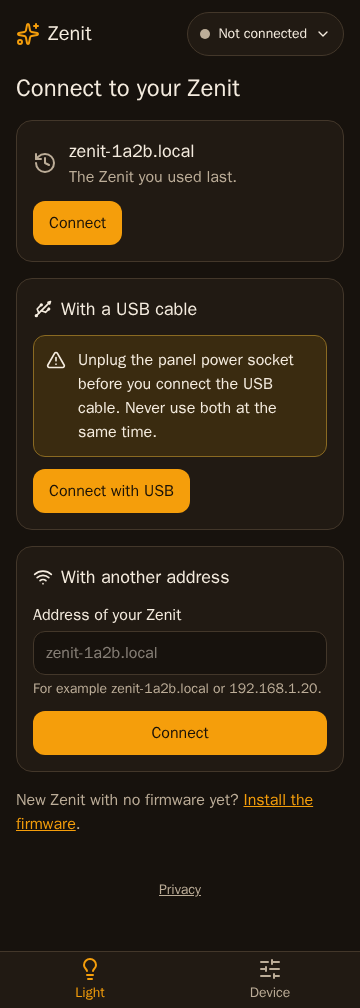 Zenit
Not connected
Connect to your Zenit
zenit-1a2b.local
The Zenit you used last.
Connect
With a USB cable
Unplug the panel power socket
before you connect the USB
cable. Never use both at the
same time.
Connect with USB
With another address
Address of your Zenit
zenit-1a2b.local
For example zenit-1a2b.local or 192.168.1.20.
Connect
New Zenit with no firmware yet? Install the
firmware.
Privacy
Light
Device